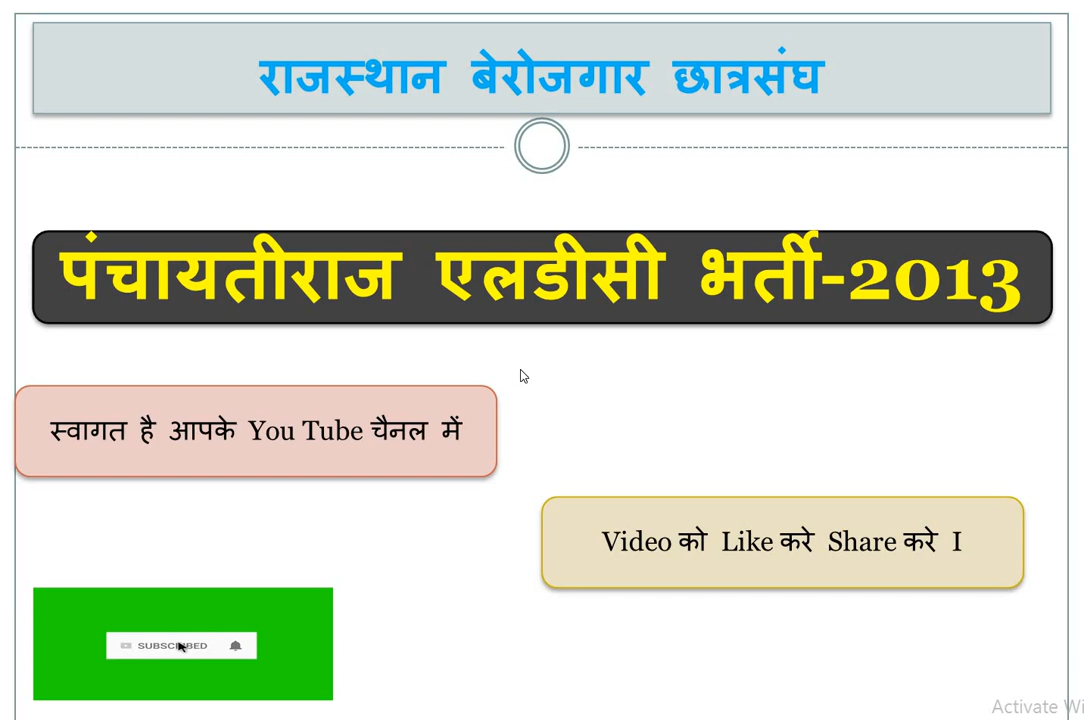 राजस्थान बेरोजगार छात्रसंघ
पंचायतीराज एलडीसी भर्ती-2013
स्वागत है आपके You Tube चैनल में
Video को Like करे Share करे I
SUBSCRIBED
Activate Wi